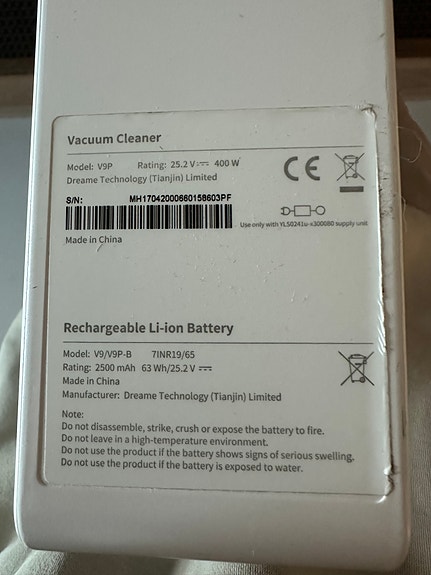 Vacuum Cleaner
Model: V9P Rating: 25.2 V⎓ 400 W
Dreame Technology (Tianjin) Limited
CE
S/N: MH17042000660158603PF
Use only with YLS0241a-x300080 supply unit
Made in China
Rechargeable Li-ion Battery
Model: V9/V9P-B 7INR19/65
Rating: 2500 mAh 63 Wh/25.2 V ⎓
Made in China
Manufacturer: Dreame Technology (Tianjin) Limited
Note:
Do not disassemble, strike, crush or expose the battery to fire.
Do not leave in a high-temperature environment.
Do not use the product if the battery shows signs of serious swelling.
Do not use the product if the battery is exposed to water.